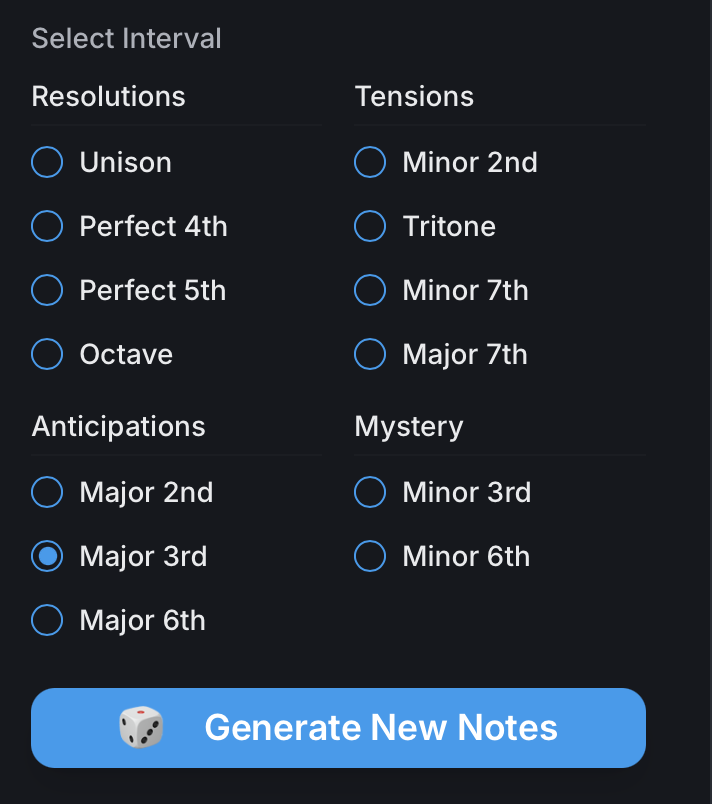 Select Interval
Resolutions
Unison
Perfect 4th
Perfect 5th
Octave
Tensions
Minor 2nd
Tritone
Minor 7th
Major 7th
Anticipations
Major 2nd
Major 3rd
Major 6th
Mystery
Minor 3rd
Minor 6th
Generate New Notes